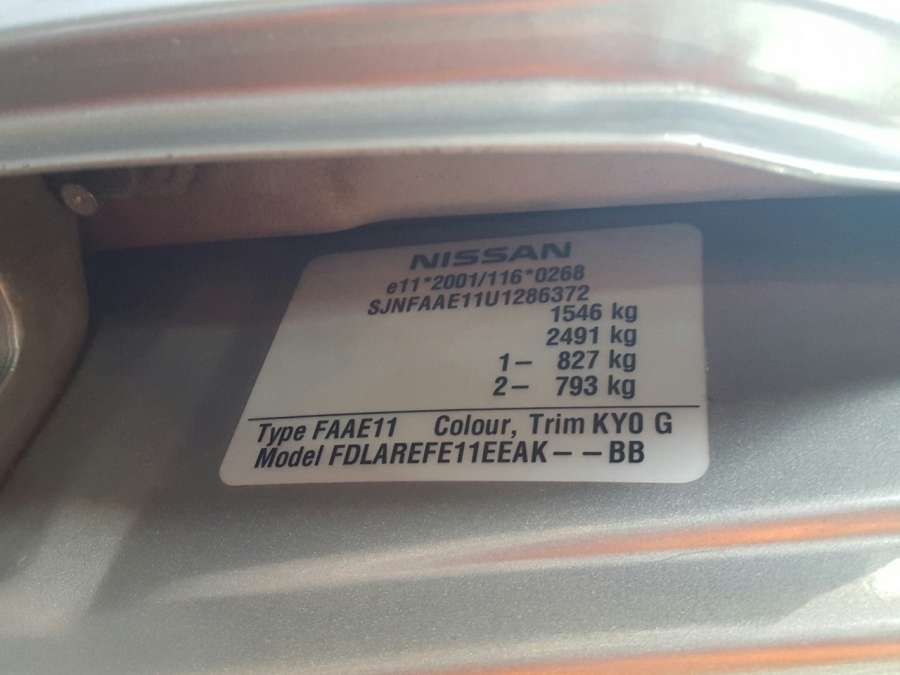 NISSAN
e11*2001/116*0268
SJNFAAE11U1286372
1546 kg
2491 kg
1– 827 kg
2– 793 kg
Type FAAE11 Colour, Trim KY0 G
Model FDLAREFE11EEAK––BB